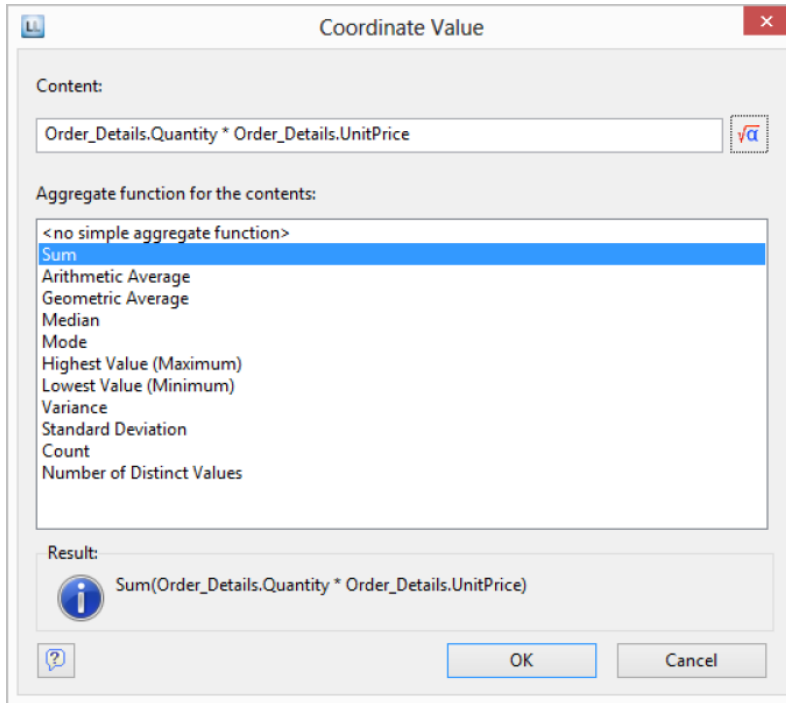 LL
Coordinate Value
Content:
Order_Details.Quantity * Order_Details.UnitPrice
√α
Aggregate function for the contents:
<no simple aggregate function>
Sum
Arithmetic Average
Geometric Average
Median
Mode
Highest Value (Maximum)
Lowest Value (Minimum)
Variance
Standard Deviation
Count
Number of Distinct Values
Result:
Sum(Order_Details.Quantity * Order_Details.UnitPrice)
OK Cancel